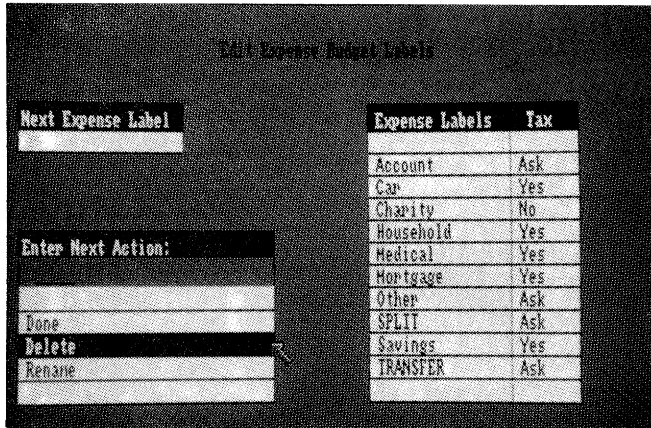 Edit Expense Budget Labels
Next Expense Label
Enter Next Action:
Done
Delete
Rename
Expense Labels Tax
Account Ask
Car Yes
Charity No
Household Yes
Medical Yes
Mortgage Yes
Other Ask
SPLIT Ask
Savings Yes
TRANSFER Ask